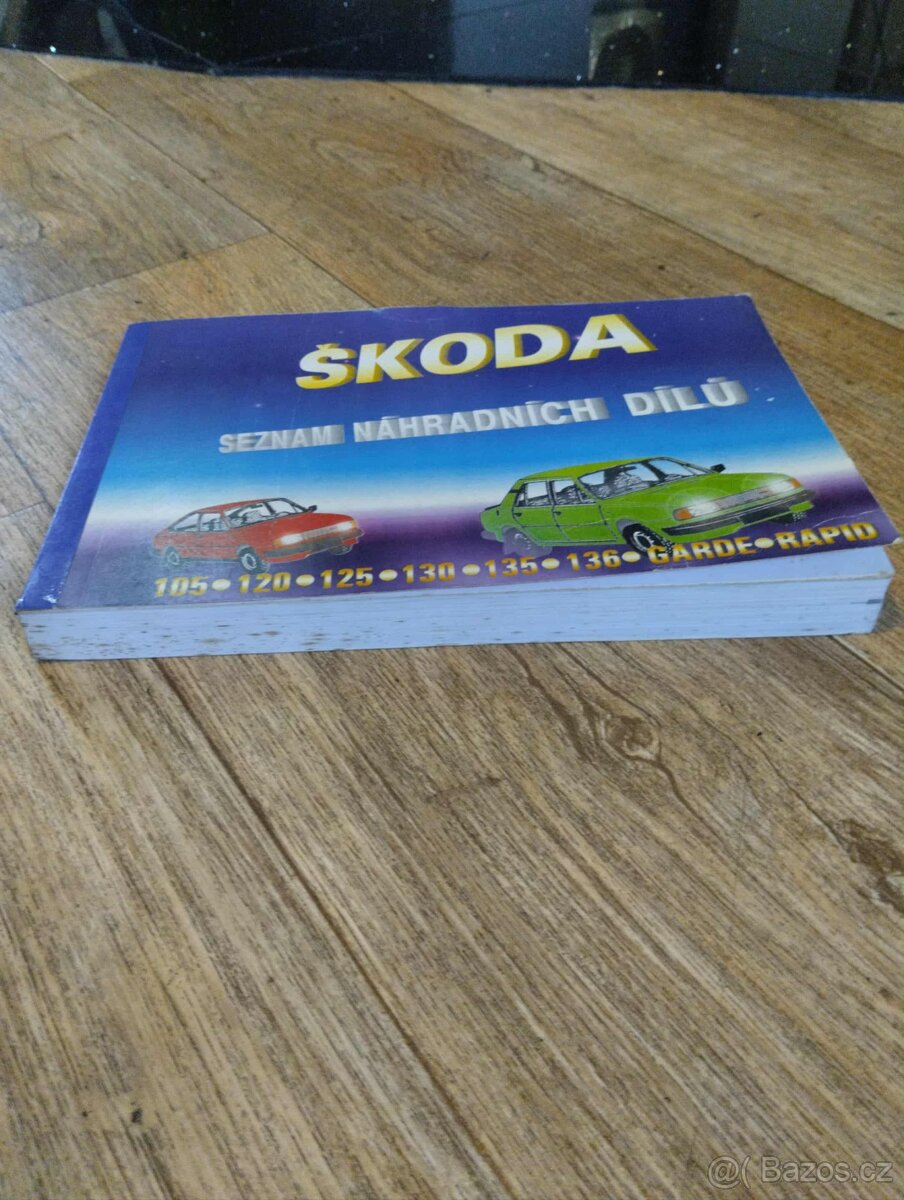 ŠKODA
SEZNAM NÁHRADNÍCH DÍLŮ
105 • 120 • 125 • 130 • 135 • 136 • GARDE • RAPID
@( Bazos.cz